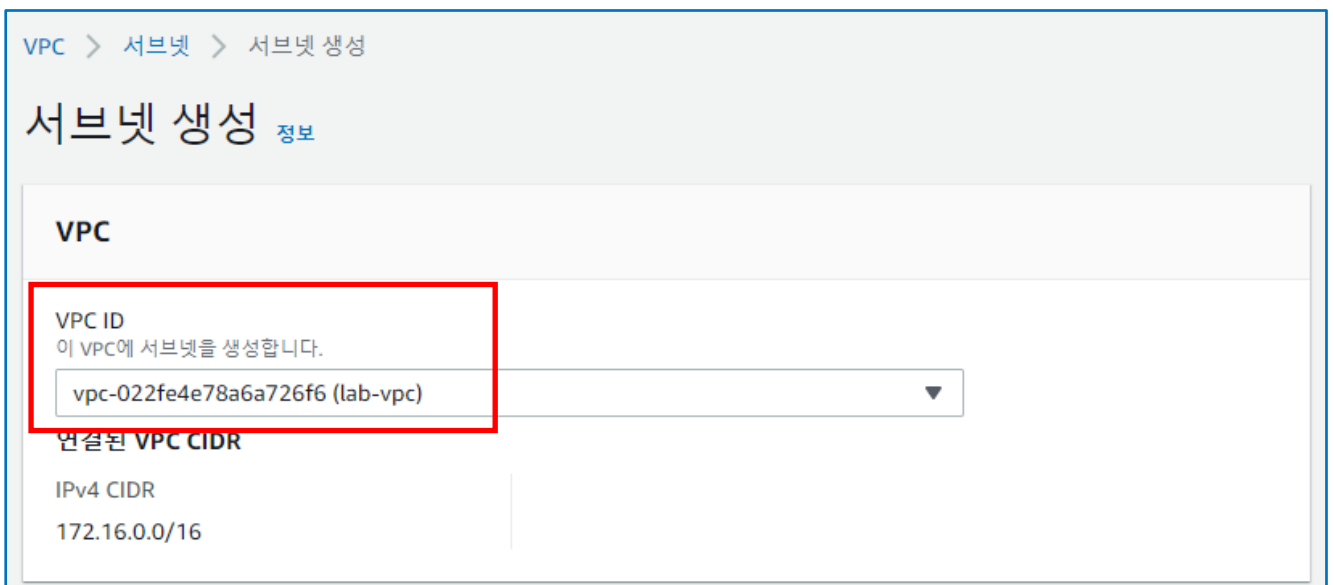 VPC > 서브넷 > 서브넷 생성
서브넷 생성 정보
VPC
VPC ID
이 VPC에 서브넷을 생성합니다.
vpc-022fe4e78a6a726f6 (lab-vpc)
연결된 VPC CIDR
IPv4 CIDR
172.16.0.0/16